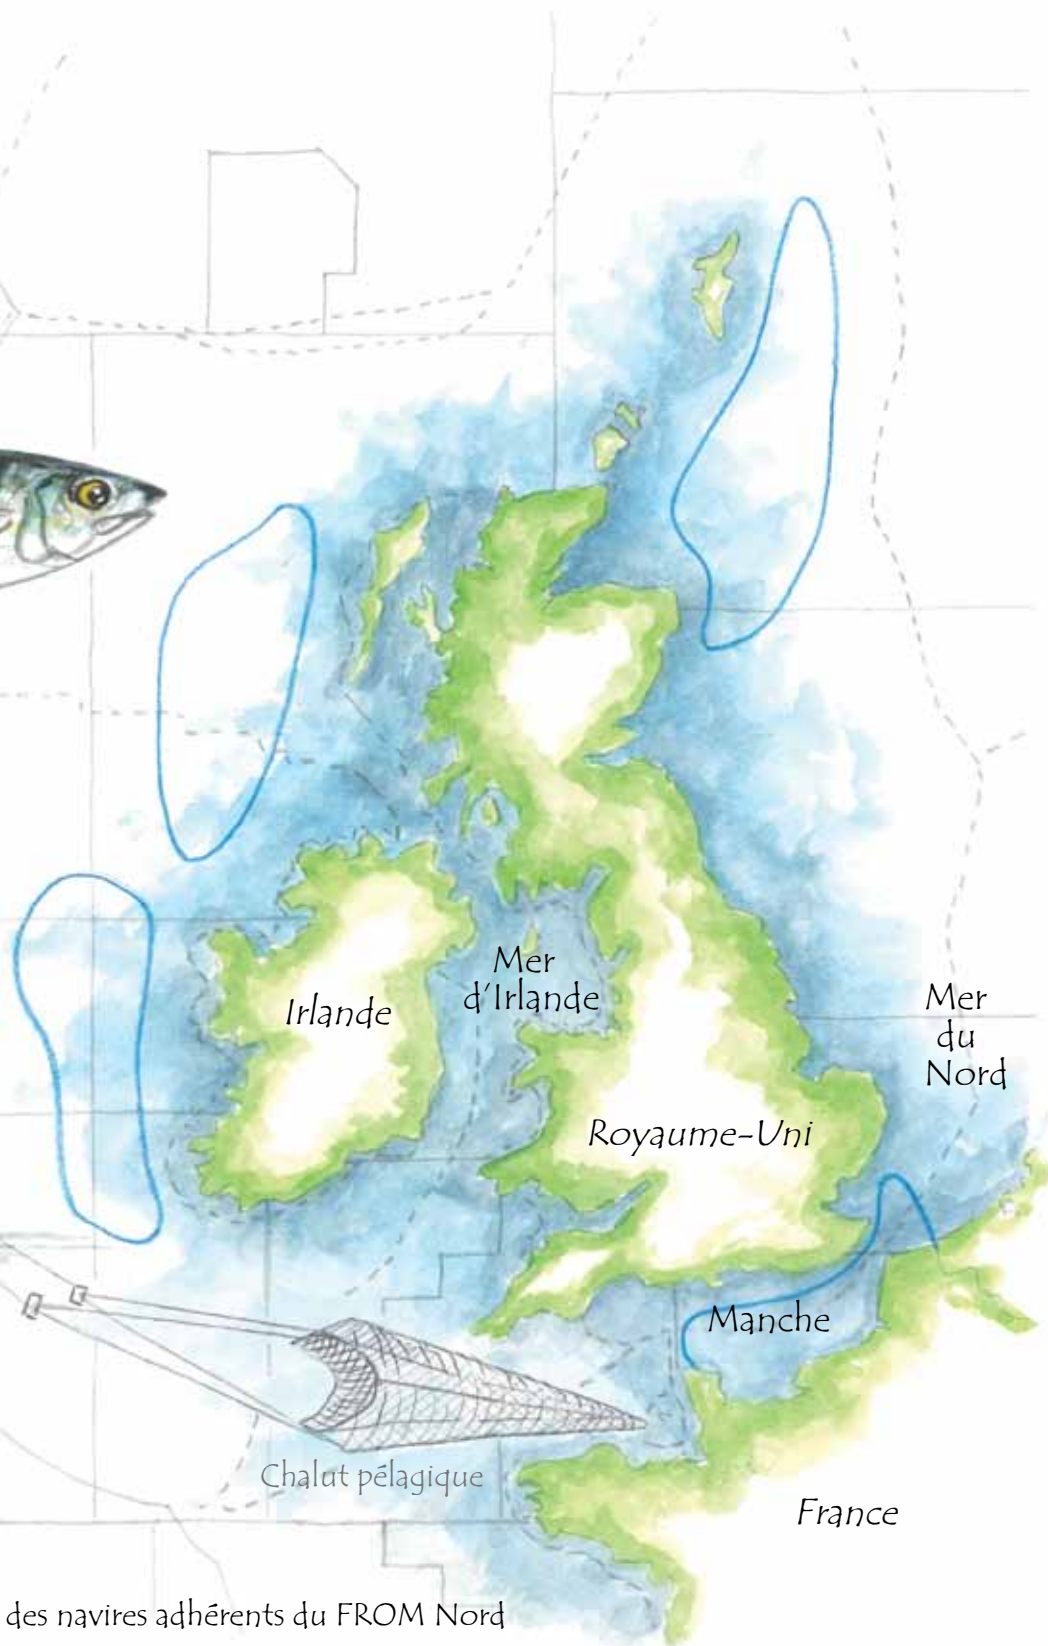 Mer
d'Irlande
Irlande
Mer
du
Nord
Royaume-Uni
Manche
Chalut pélagique
France
des navires adhérents du FROM Nord